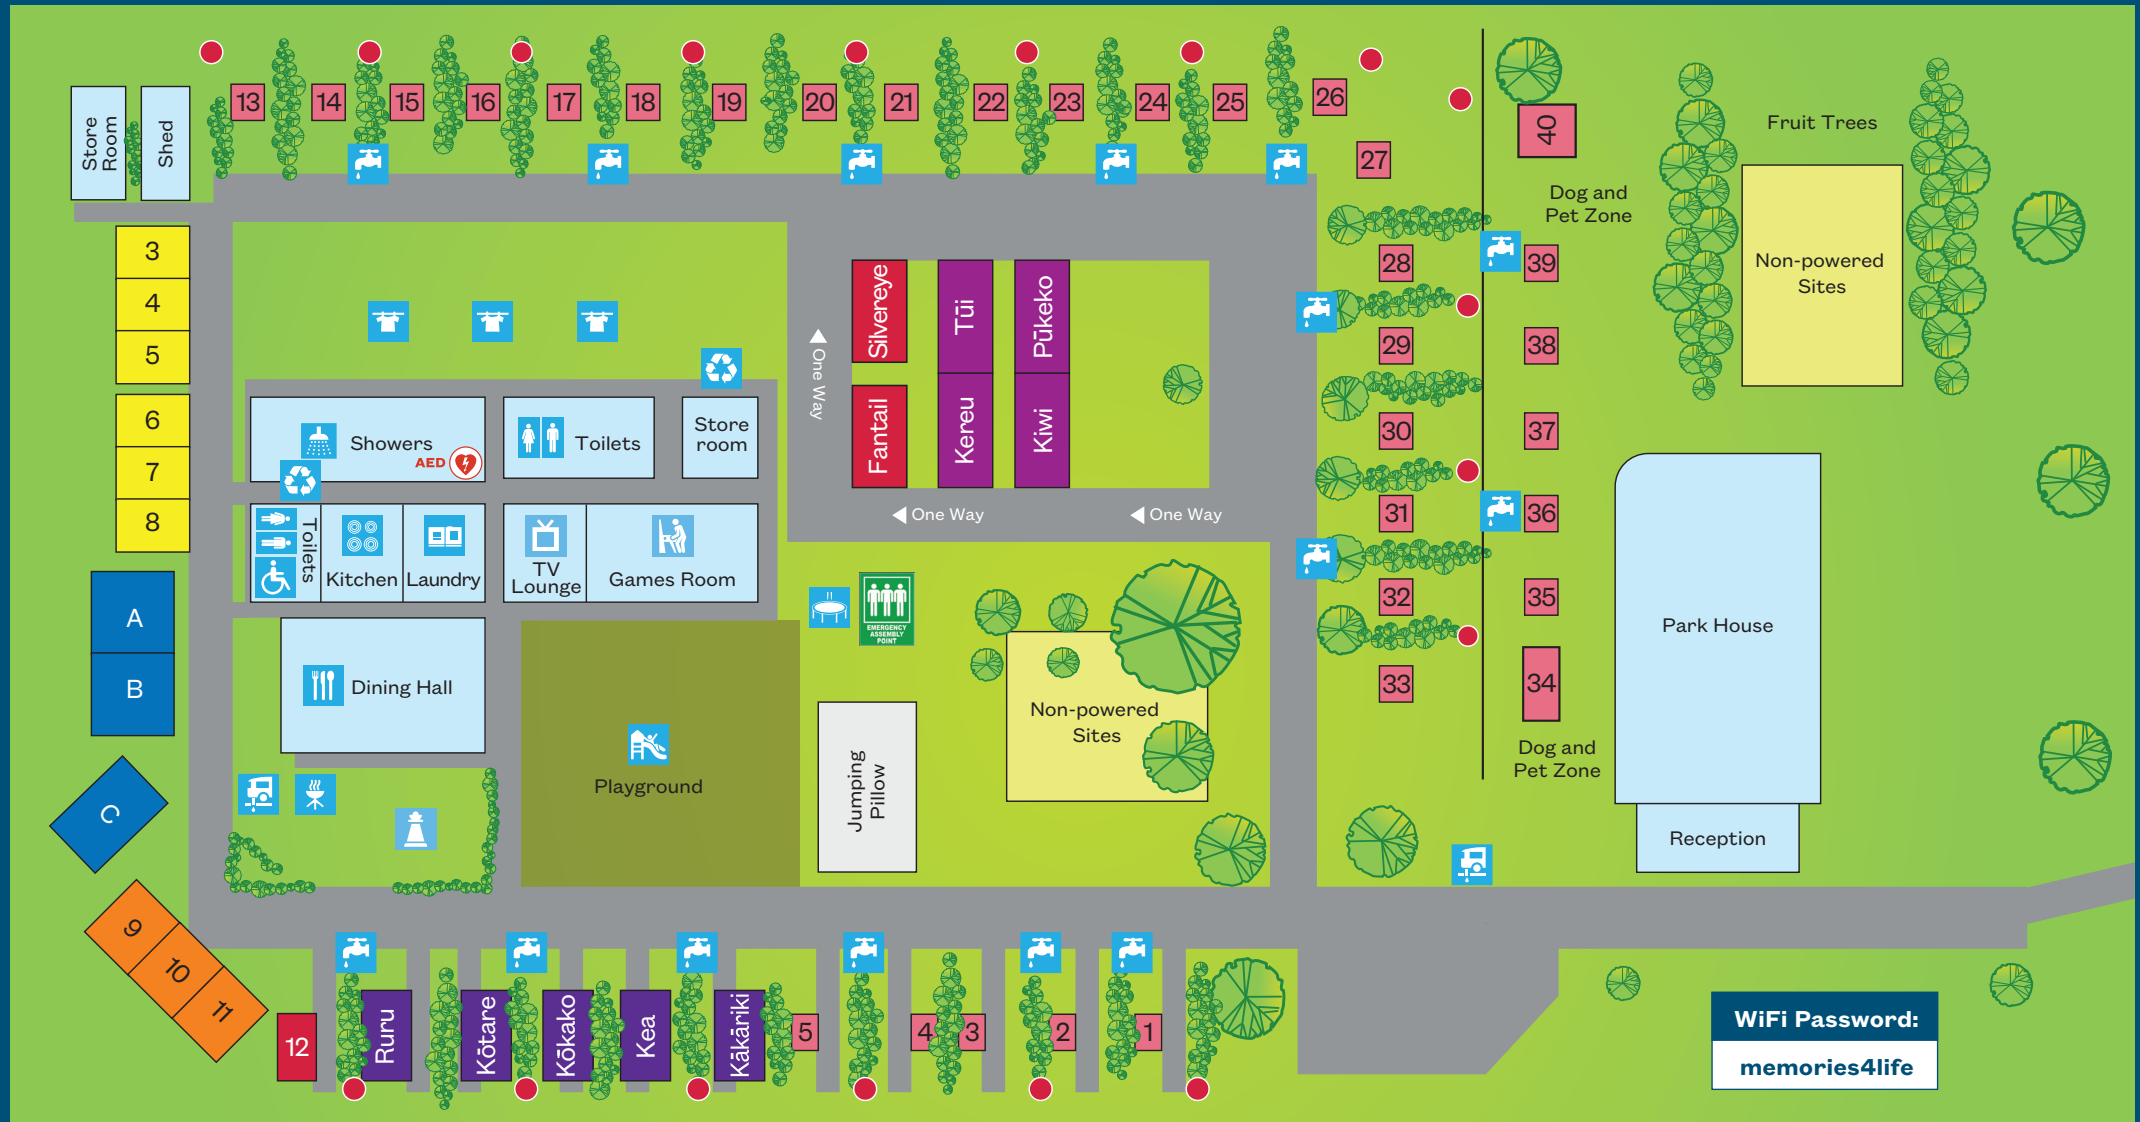 13
14
15
16
17
18
19
20
21
22
23
24
25
26
27
40
Store
Room
Shed
Fruit Trees
Dog and
Pet Zone
Non-powered
Sites
3
4
5
6
7
8
Silvereye
Tūi
Pūkeko
Fantail
Kereu
Kiwi
One Way
One Way
One Way
28
29
30
31
32
33
39
38
37
36
35
34
Dog and
Pet Zone
Showers
AED
Toilets
Store
room
Toilets
Kitchen
Laundry
TV
Lounge
Games Room
EMERGENCY
ASSEMBLY
POINT
A
B
C
Dining Hall
Playground
Jumping
Pillow
Non-powered
Sites
Park House
Reception
9
10
11
12
Ruru
Kōtare
Kōkako
Kea
Kākāriki
5
4
3
2
1
WiFi Password:
memories4life